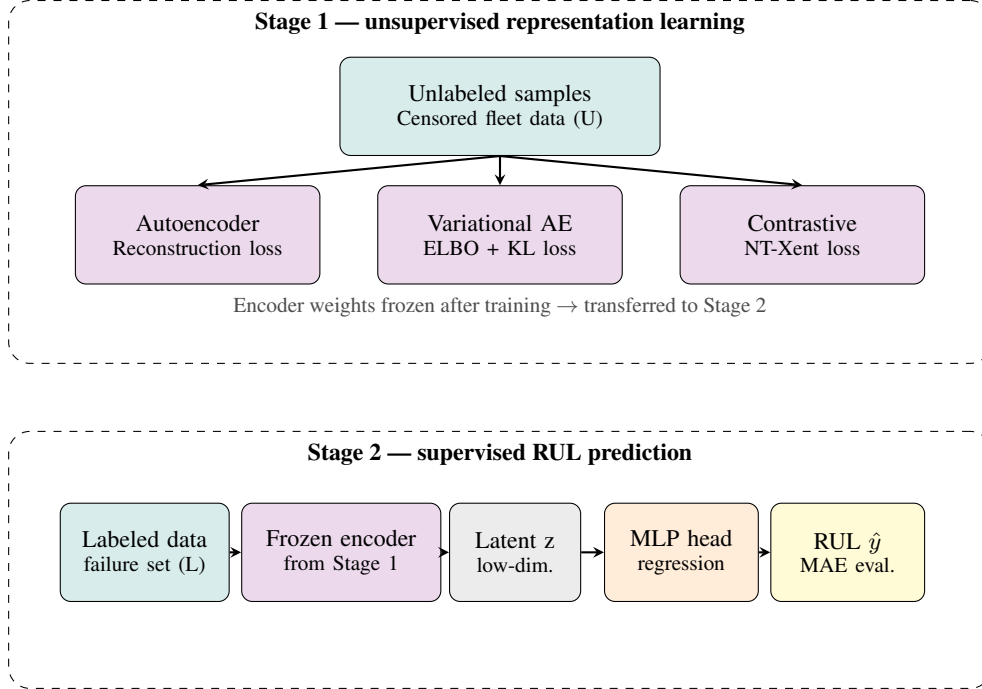 Stage 1 — unsupervised representation learning
Unlabeled samples
Censored fleet data (U)
Autoencoder
Reconstruction loss
Variational AE
ELBO + KL loss
Contrastive
NT-Xent loss
Encoder weights frozen after training → transferred to Stage 2
Stage 2 — supervised RUL prediction
Labeled data
failure set (L)
Frozen encoder
from Stage 1
Latent z
low-dim.
MLP head
regression
RUL ŷ
MAE eval.